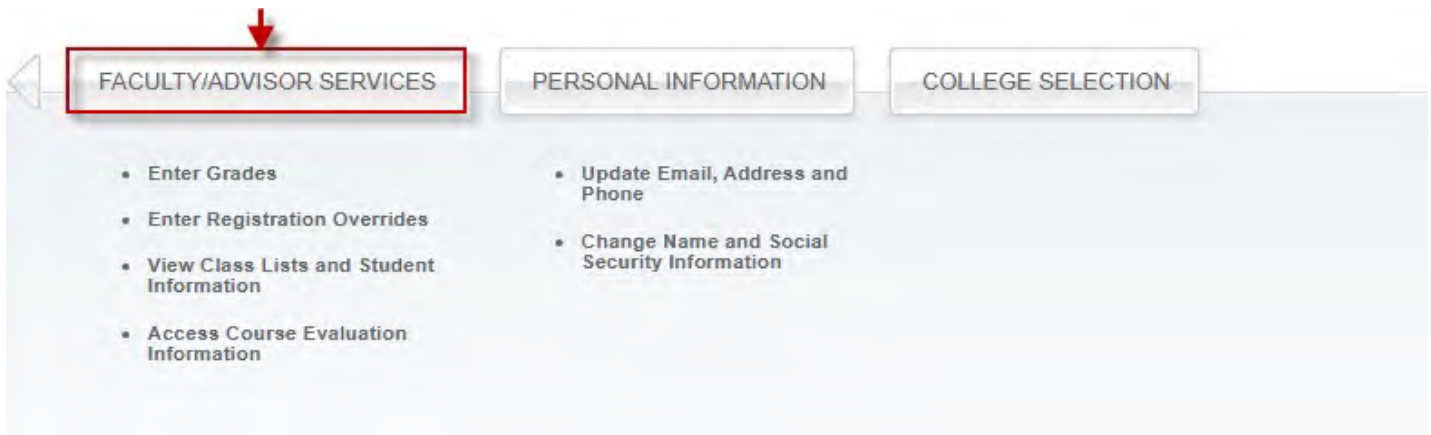 FACULTY/ADVISOR SERVICES
PERSONAL INFORMATION
COLLEGE SELECTION
Enter Grades
Enter Registration Overrides
View Class Lists and Student
Information
Access Course Evaluation
Information
Update Email, Address and
Phone
Change Name and Social
Security Information